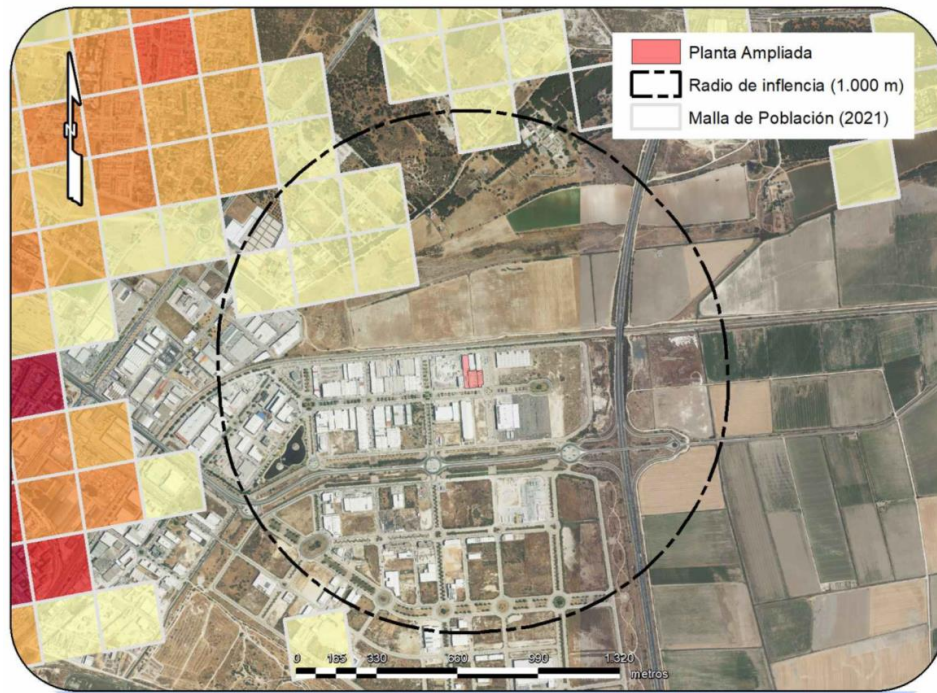 Planta Ampliada
Radio de inflencia (1.000 m)
Malla de Población (2021)
N
0 165 330 660 990 1.320
metros